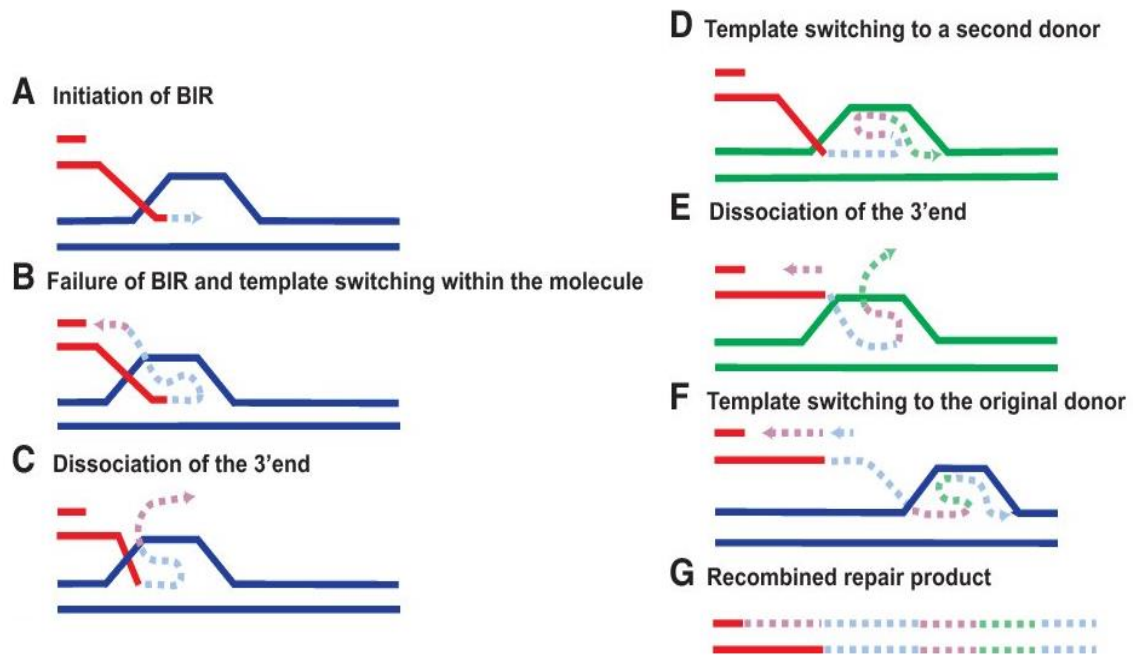 A Initiation of BIR
B Failure of BIR and template switching within the molecule
C Dissociation of the 3'end
D Template switching to a second donor
E Dissociation of the 3'end
F Template switching to the original donor
G Recombined repair product